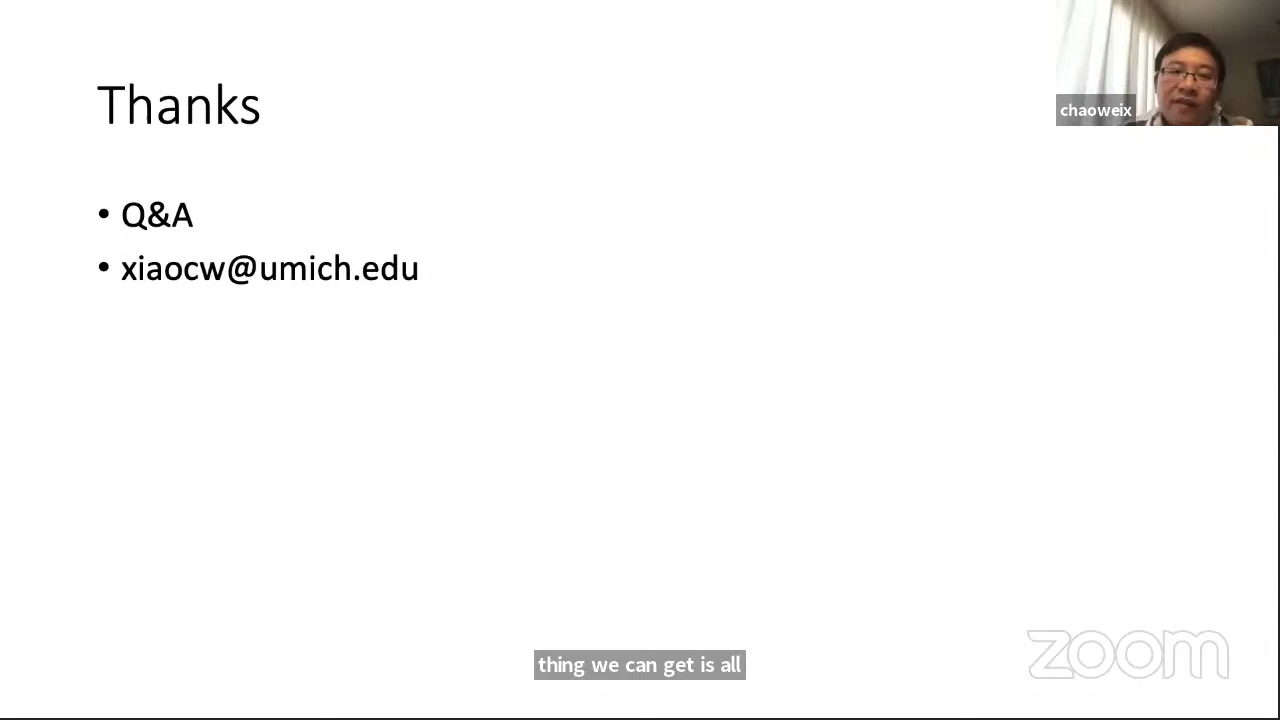 Thanks
chaoweix
• Q&A
• xiaocw@umich.edu
thing we can get is all
zoom